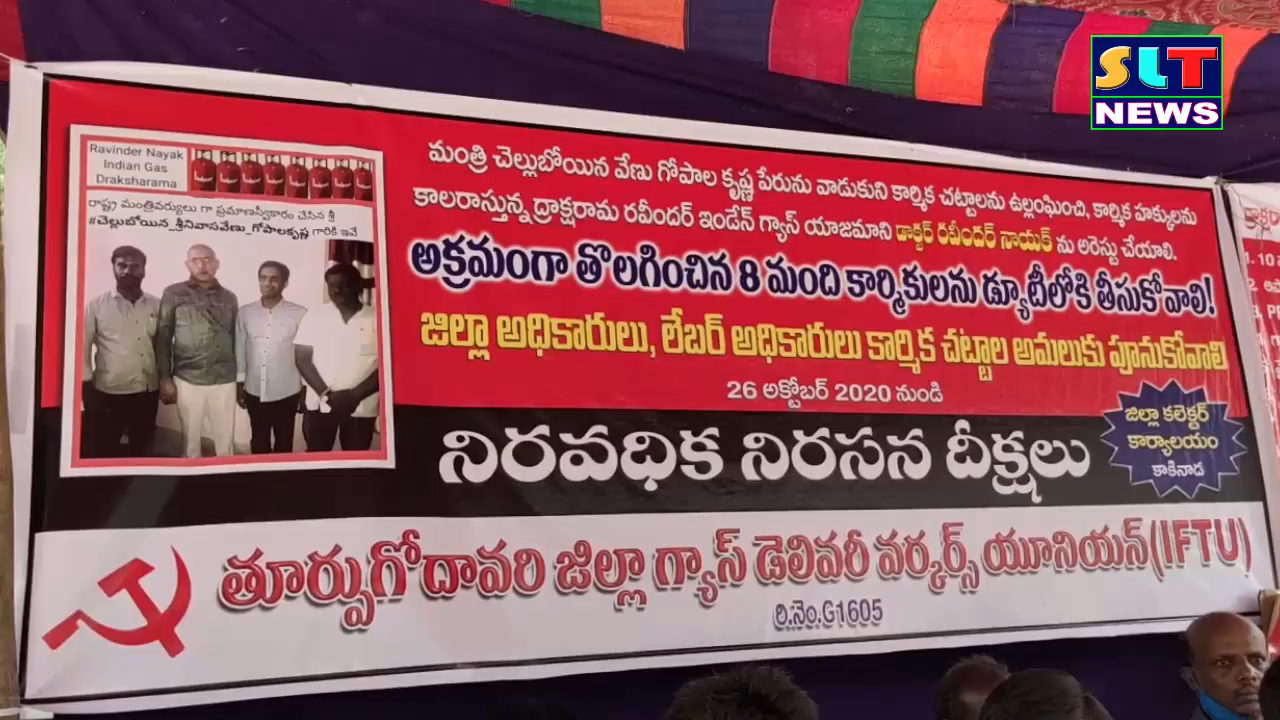 SLT
NEWS
Ravinder Nayak
Indian Gas
Draksharama
రాష్ట్ర మంత్రివర్యులు గా ప్రమాణస్వీకారం చేసిన శ్రీ
#చెల్లుబోయిన_శ్రీనివాసవేణు_గోపాలకృష్ణ గారికి ఇవే
మంత్రి చెల్లుబోయిన వేణు గోపాల కృష్ణ పేరును వాడుకుని కార్మిక చట్టాలను ఉల్లంఘించి, కార్మిక హక్కులను
కాలరాస్తున్న ద్రాక్షరామ రవీందర్ ఇండేన్ గ్యాస్ యాజమాని డాక్టర్ రవీందర్ నాయక్ ను అరెస్టు చేయాలి.
అక్రమంగా తొలగించిన 8 మంది కార్మికులను డ్యూటీలోకి తీసుకోవాలి!
జిల్లా అధికారులు, లేబర్ అధికారులు కార్మిక చట్టాల అమలుకు పూనుకోవాలి
26 అక్టోబర్ 2020 నుండి
నిరవధిక నిరసన దీక్షలు
జిల్లా కలెక్టర్
కార్యాలయం
కాకినాడ
తూర్పుగోదావరి జిల్లా గ్యాస్ డెలివరీ వర్కర్స్ యూనియన్(IFTU)
రి.నెం.G1605